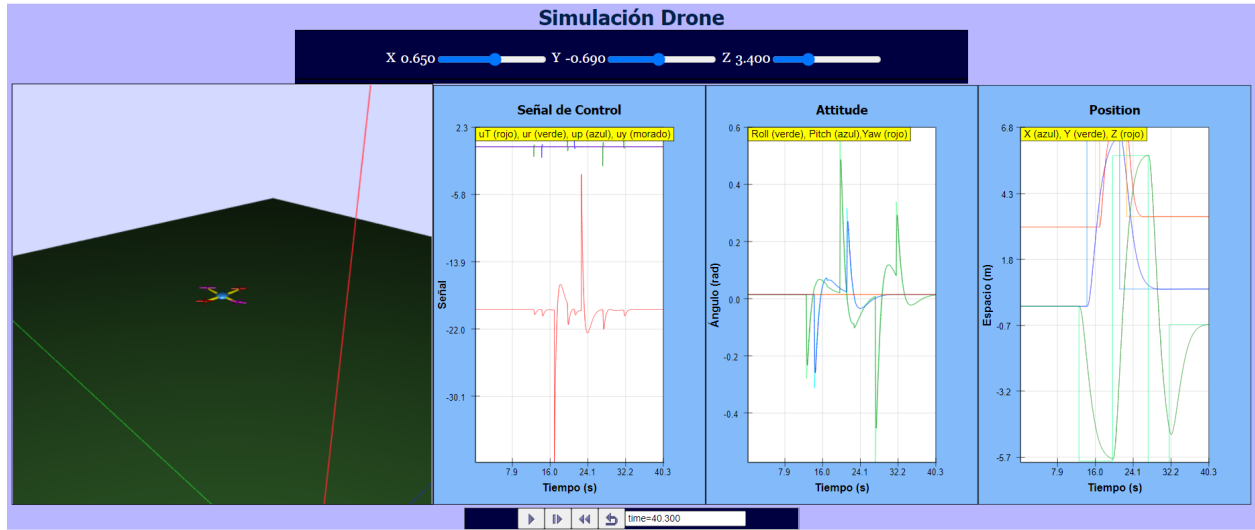 Simulación Drone
X 0.650 Y -0.690 Z 3.400
Señal de Control
uT (rojo), ur (verde), up (azul), uy (morado)
2.3
-5.8
-13.9
-22.0
-30.1
Señal
7.9 16.0 24.1 32.2 40.3
Tiempo (s)
Attitude
Roll (verde), Pitch (azul),Yaw (rojo)
0.6
0.4
0.2
0.0
-0.2
-0.4
Ángulo (rad)
7.9 16.0 24.1 32.2 40.3
Tiempo (s)
Position
X (azul), Y (verde), Z (rojo)
6.8
4.3
1.8
-0.7
-3.2
-5.7
Espacio (m)
7.9 16.0 24.1 32.2 40.3
Tiempo (s)
time=40.300